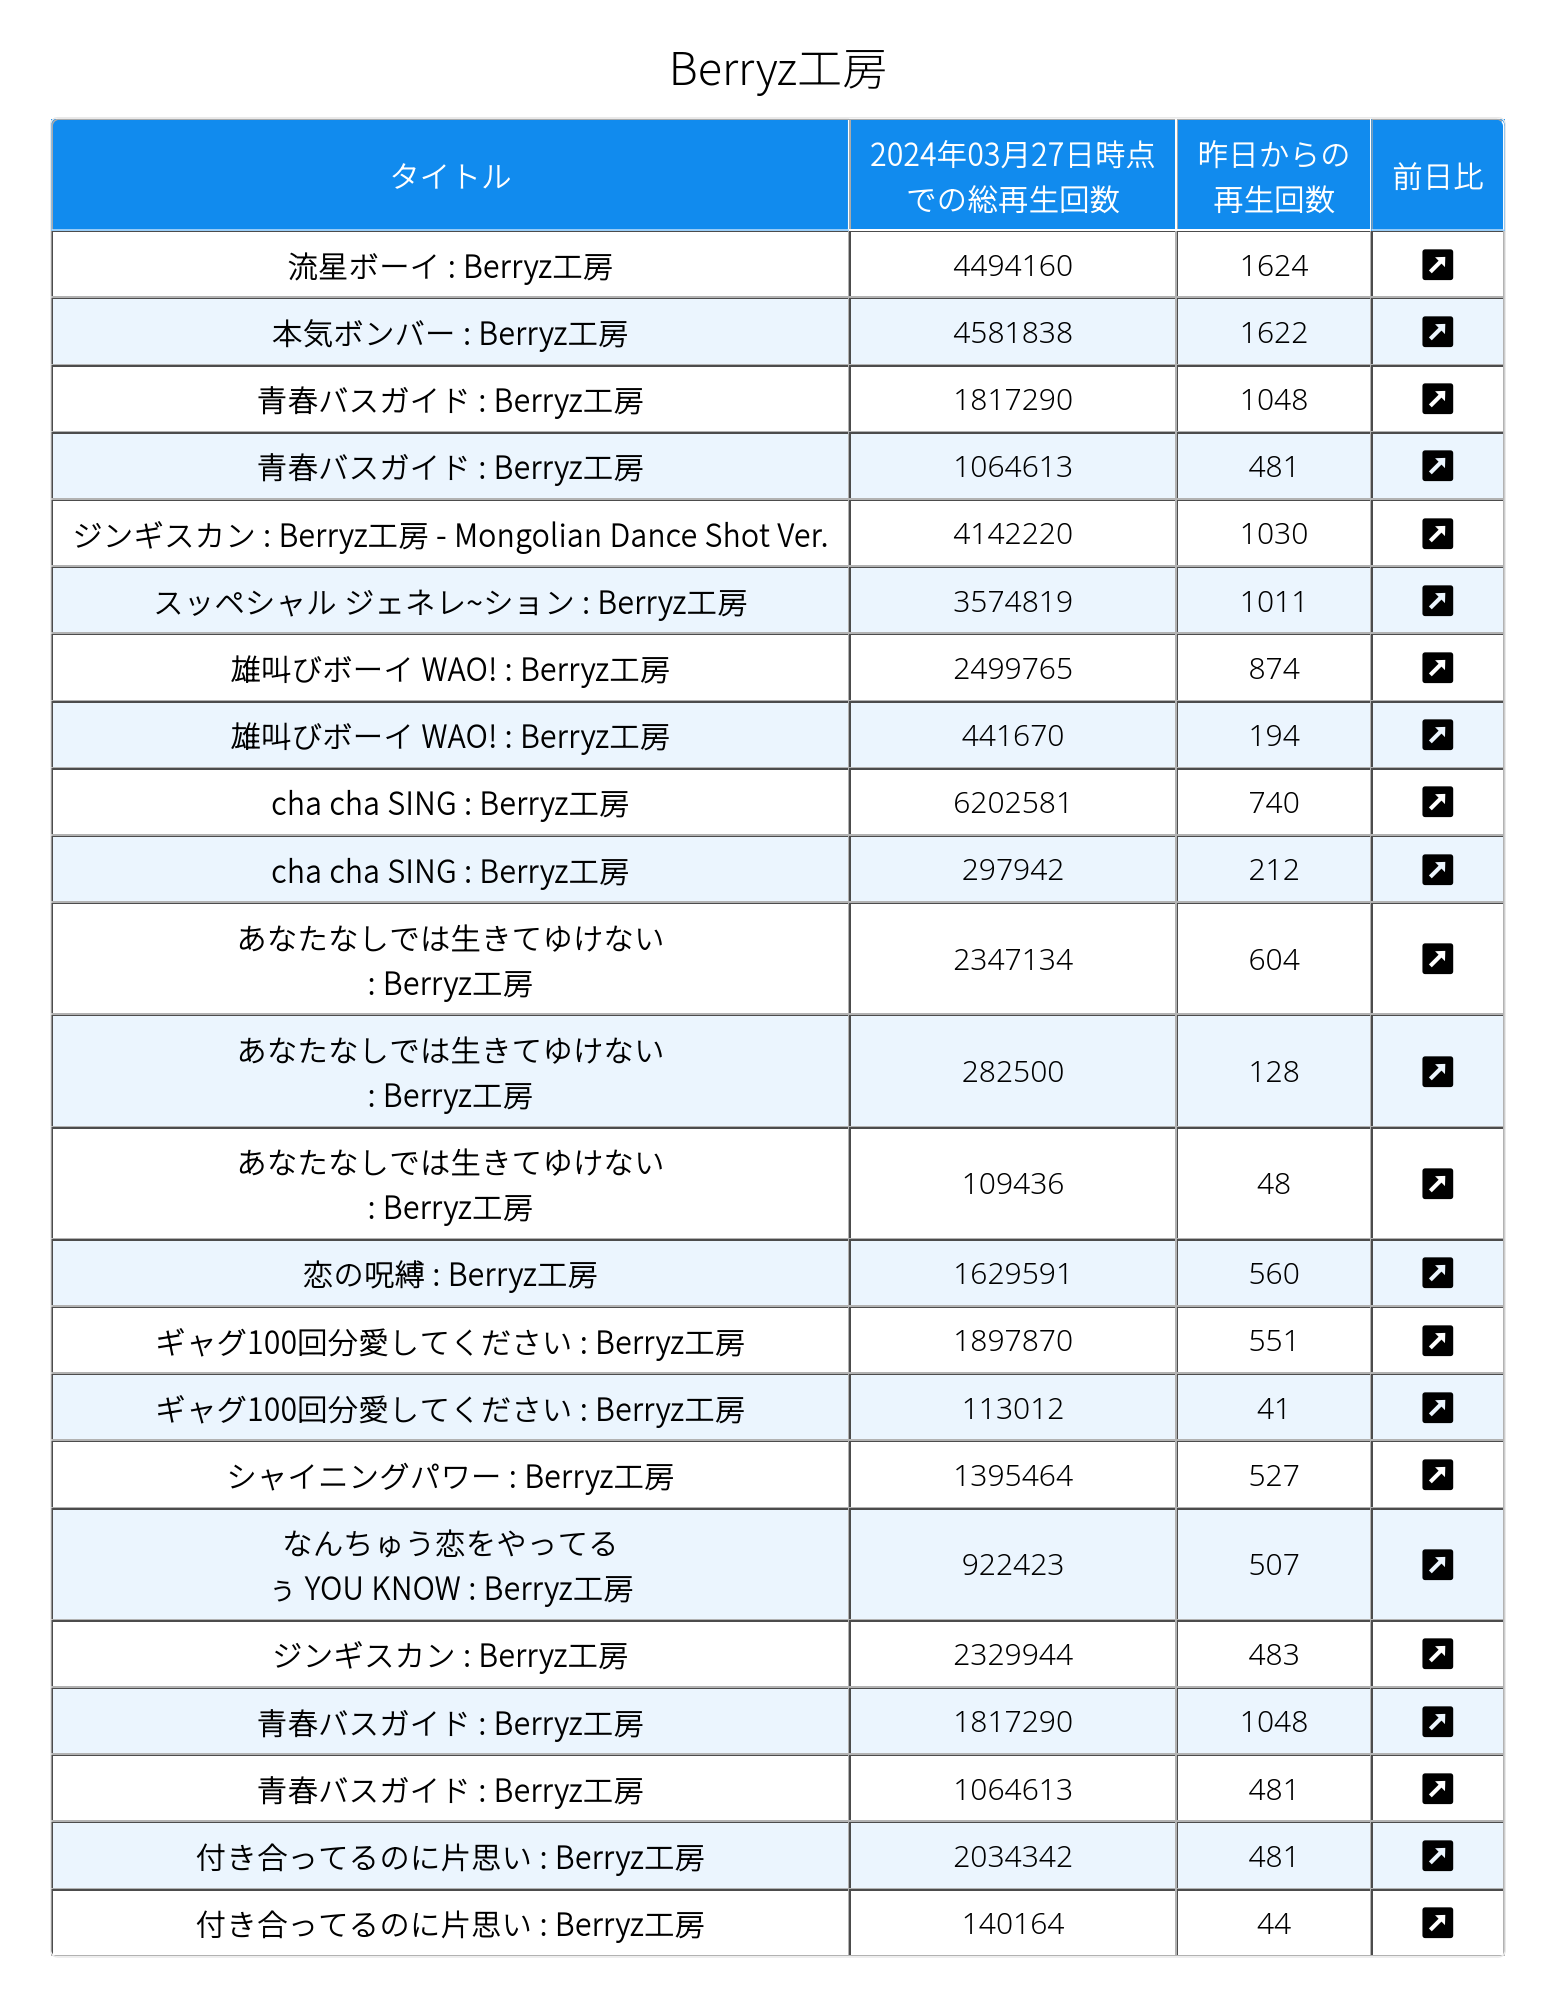 Berryz工房
タイトル 2024年03月27日時点 昨日からの 前日比
での総再生回数 再生回数
流星ボーイ : Berryz工房 4494160 1624
本気ボンバー : Berryz工房 4581838 1622
青春バスガイド : Berryz工房 1817290 1048
青春バスガイド : Berryz工房 1064613 481
ジンギスカン : Berryz工房 - Mongolian Dance Shot Ver. 4142220 1030
スッペシャル ジェネレ~ション : Berryz工房 3574819 1011
雄叫びボーイ WAO! : Berryz工房 2499765 874
雄叫びボーイ WAO! : Berryz工房 441670 194
cha cha SING : Berryz工房 6202581 740
cha cha SING : Berryz工房 297942 212
あなたなしでは生きてゆけない
: Berryz工房 2347134 604
あなたなしでは生きてゆけない
: Berryz工房 282500 128
あなたなしでは生きてゆけない
: Berryz工房 109436 48
恋の呪縛 : Berryz工房 1629591 560
ギャグ100回分愛してください : Berryz工房 1897870 551
ギャグ100回分愛してください : Berryz工房 113012 41
シャイニングパワー : Berryz工房 1395464 527
なんちゅう恋をやってる
ぅ YOU KNOW : Berryz工房 922423 507
ジンギスカン : Berryz工房 2329944 483
青春バスガイド : Berryz工房 1817290 1048
青春バスガイド : Berryz工房 1064613 481
付き合ってるのに片思い : Berryz工房 2034342 481
付き合ってるのに片思い : Berryz工房 140164 44